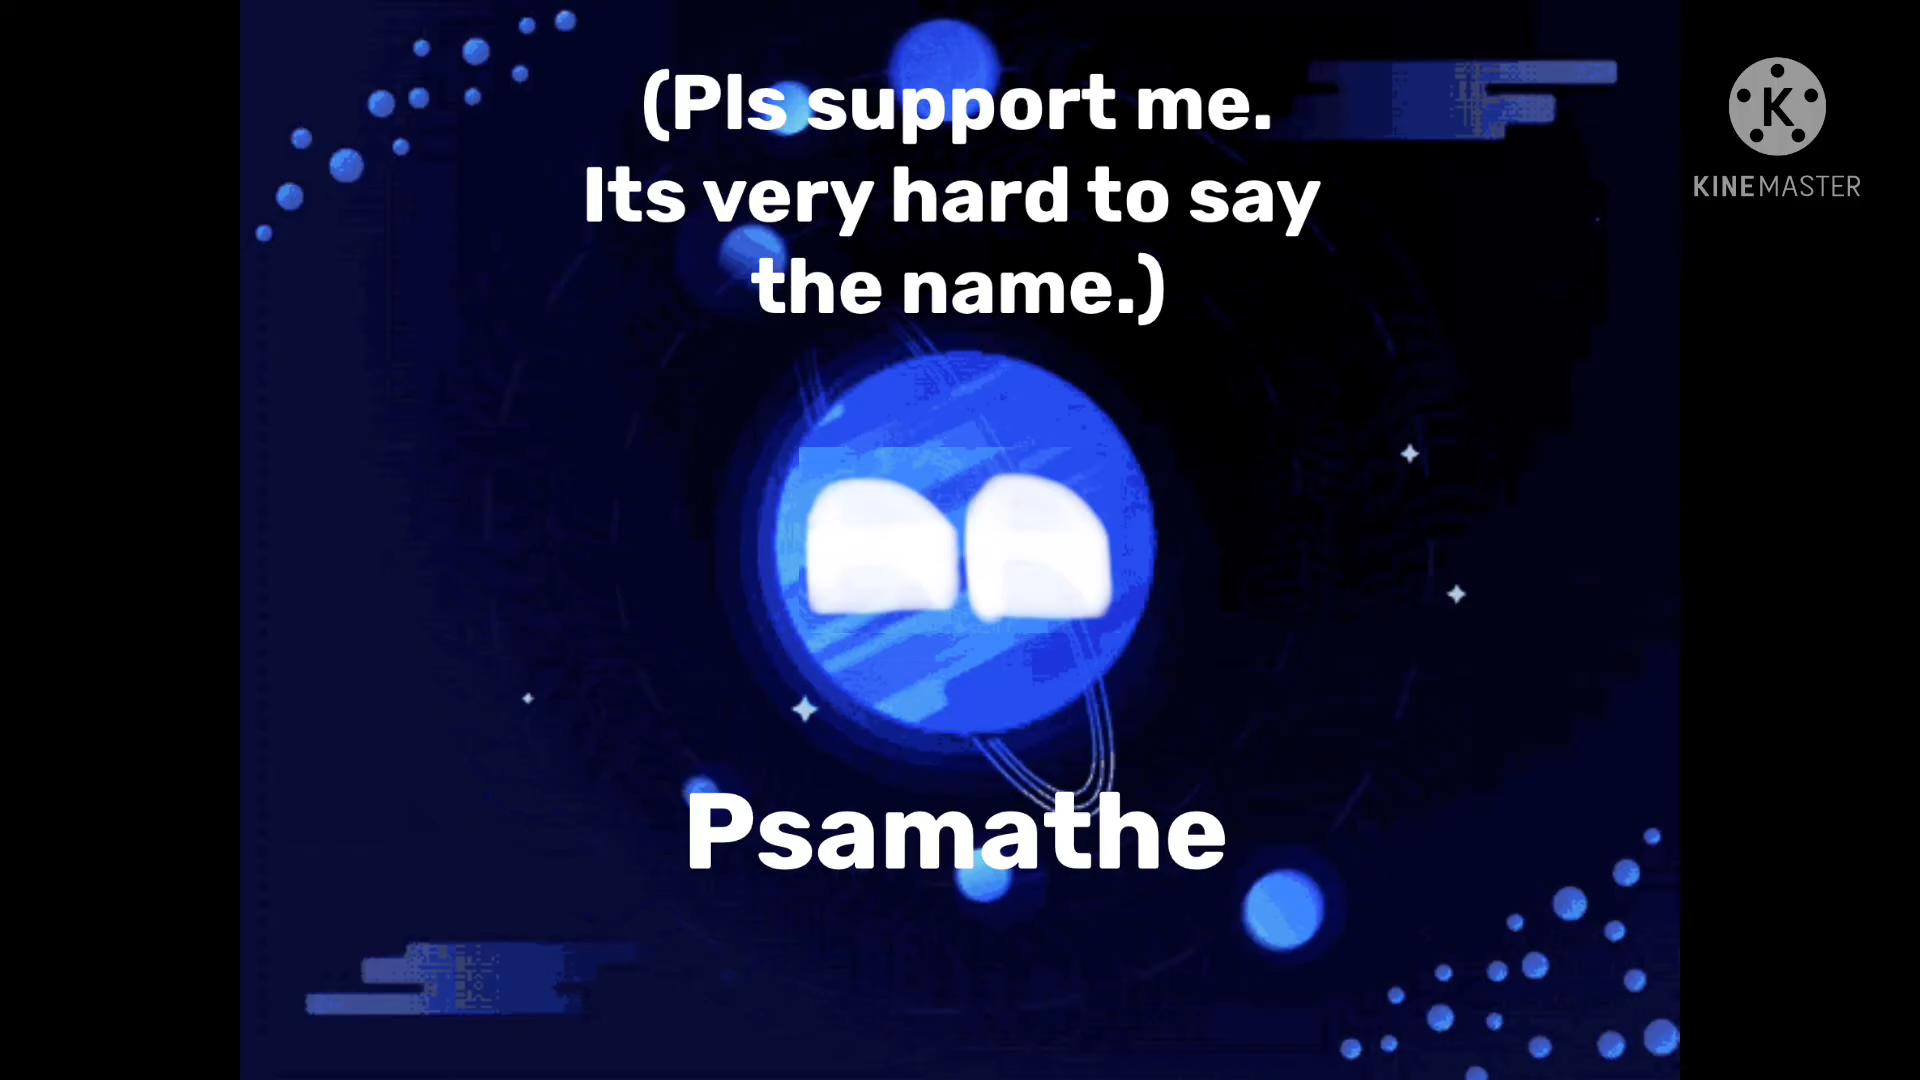 (Pls support me.
Its very hard to say
the name.)
K
KINEMASTER
Psamathe